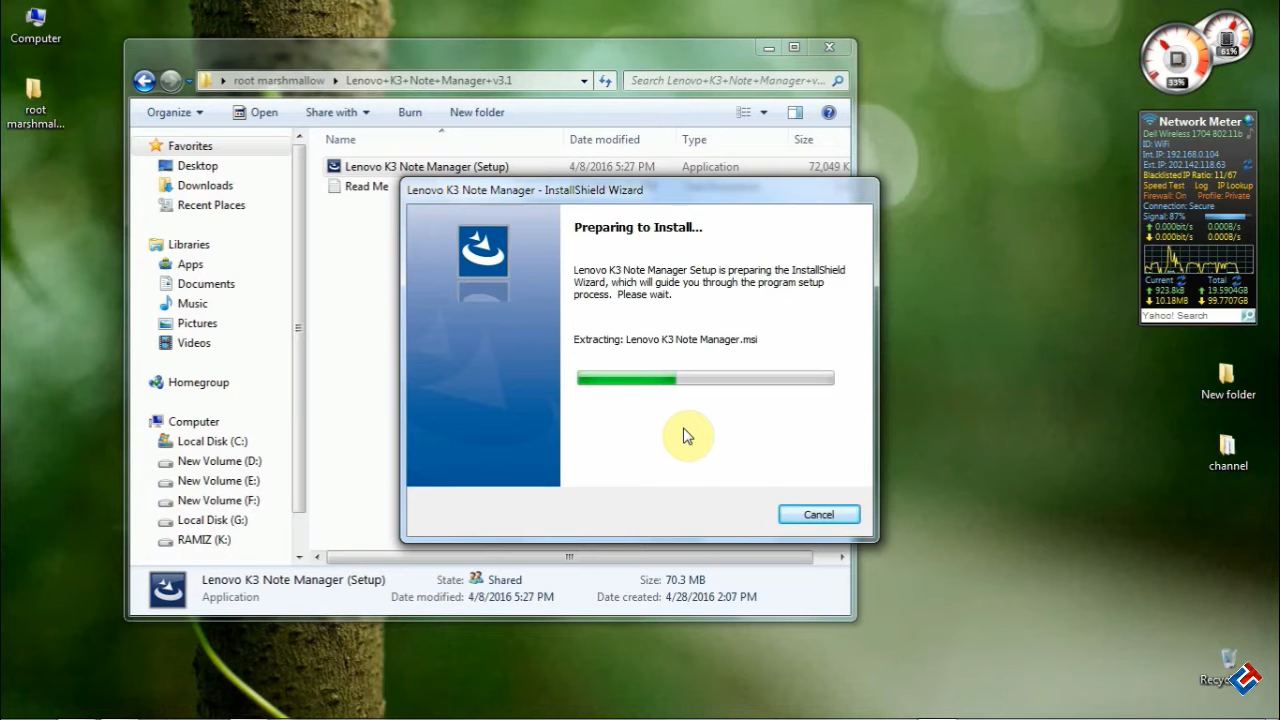 Computer
root
marshmal...
root marshmallow
Lenovo+K3+Note+Manager+v3.1
Search Lenovo+K3+Note+Manager+v...
Organize
Open
Share with
Burn
New folder
Name
Date modified
Type
Size
Favorites
Desktop
Downloads
Recent Places
Libraries
Apps
Documents
Music
Pictures
Videos
Homegroup
Computer
Local Disk (C:)
New Volume (D:)
New Volume (E:)
New Volume (F:)
Local Disk (G:)
RAMIZ (K:)
Lenovo K3 Note Manager (Setup)
4/8/2016 5:27 PM
Application
72,049 K
Read Me
Lenovo K3 Note Manager - InstallShield Wizard
Preparing to Install...
Lenovo K3 Note Manager Setup is preparing the InstallShield
Wizard, which will guide you through the program setup
process. Please wait.
Extracting: Lenovo K3 Note Manager.msi
Cancel
Lenovo K3 Note Manager (Setup)
State: Shared
Size: 70.3 MB
Application
Date modified: 4/8/2016 5:27 PM
Date created: 4/28/2016 2:07 PM
33%
61%
Network Meter
Dell Wireless 1704 802.11b
ID: WiFi
Int. IP: 192.168.0.104
Ext. IP: 202.142.118.63
Blacklisted IP Ratio: 11/67
Speed Test Log IP Lookup
Firewall: On Profile: Private
Connection: Secure
Signal: 87%
0.000bit/s 0.000B/s
0.000bit/s 0.000B/s
Current Total
923.8kB 19.5904GB
10.18MB 99.7707GB
Yahoo! Search
New folder
channel